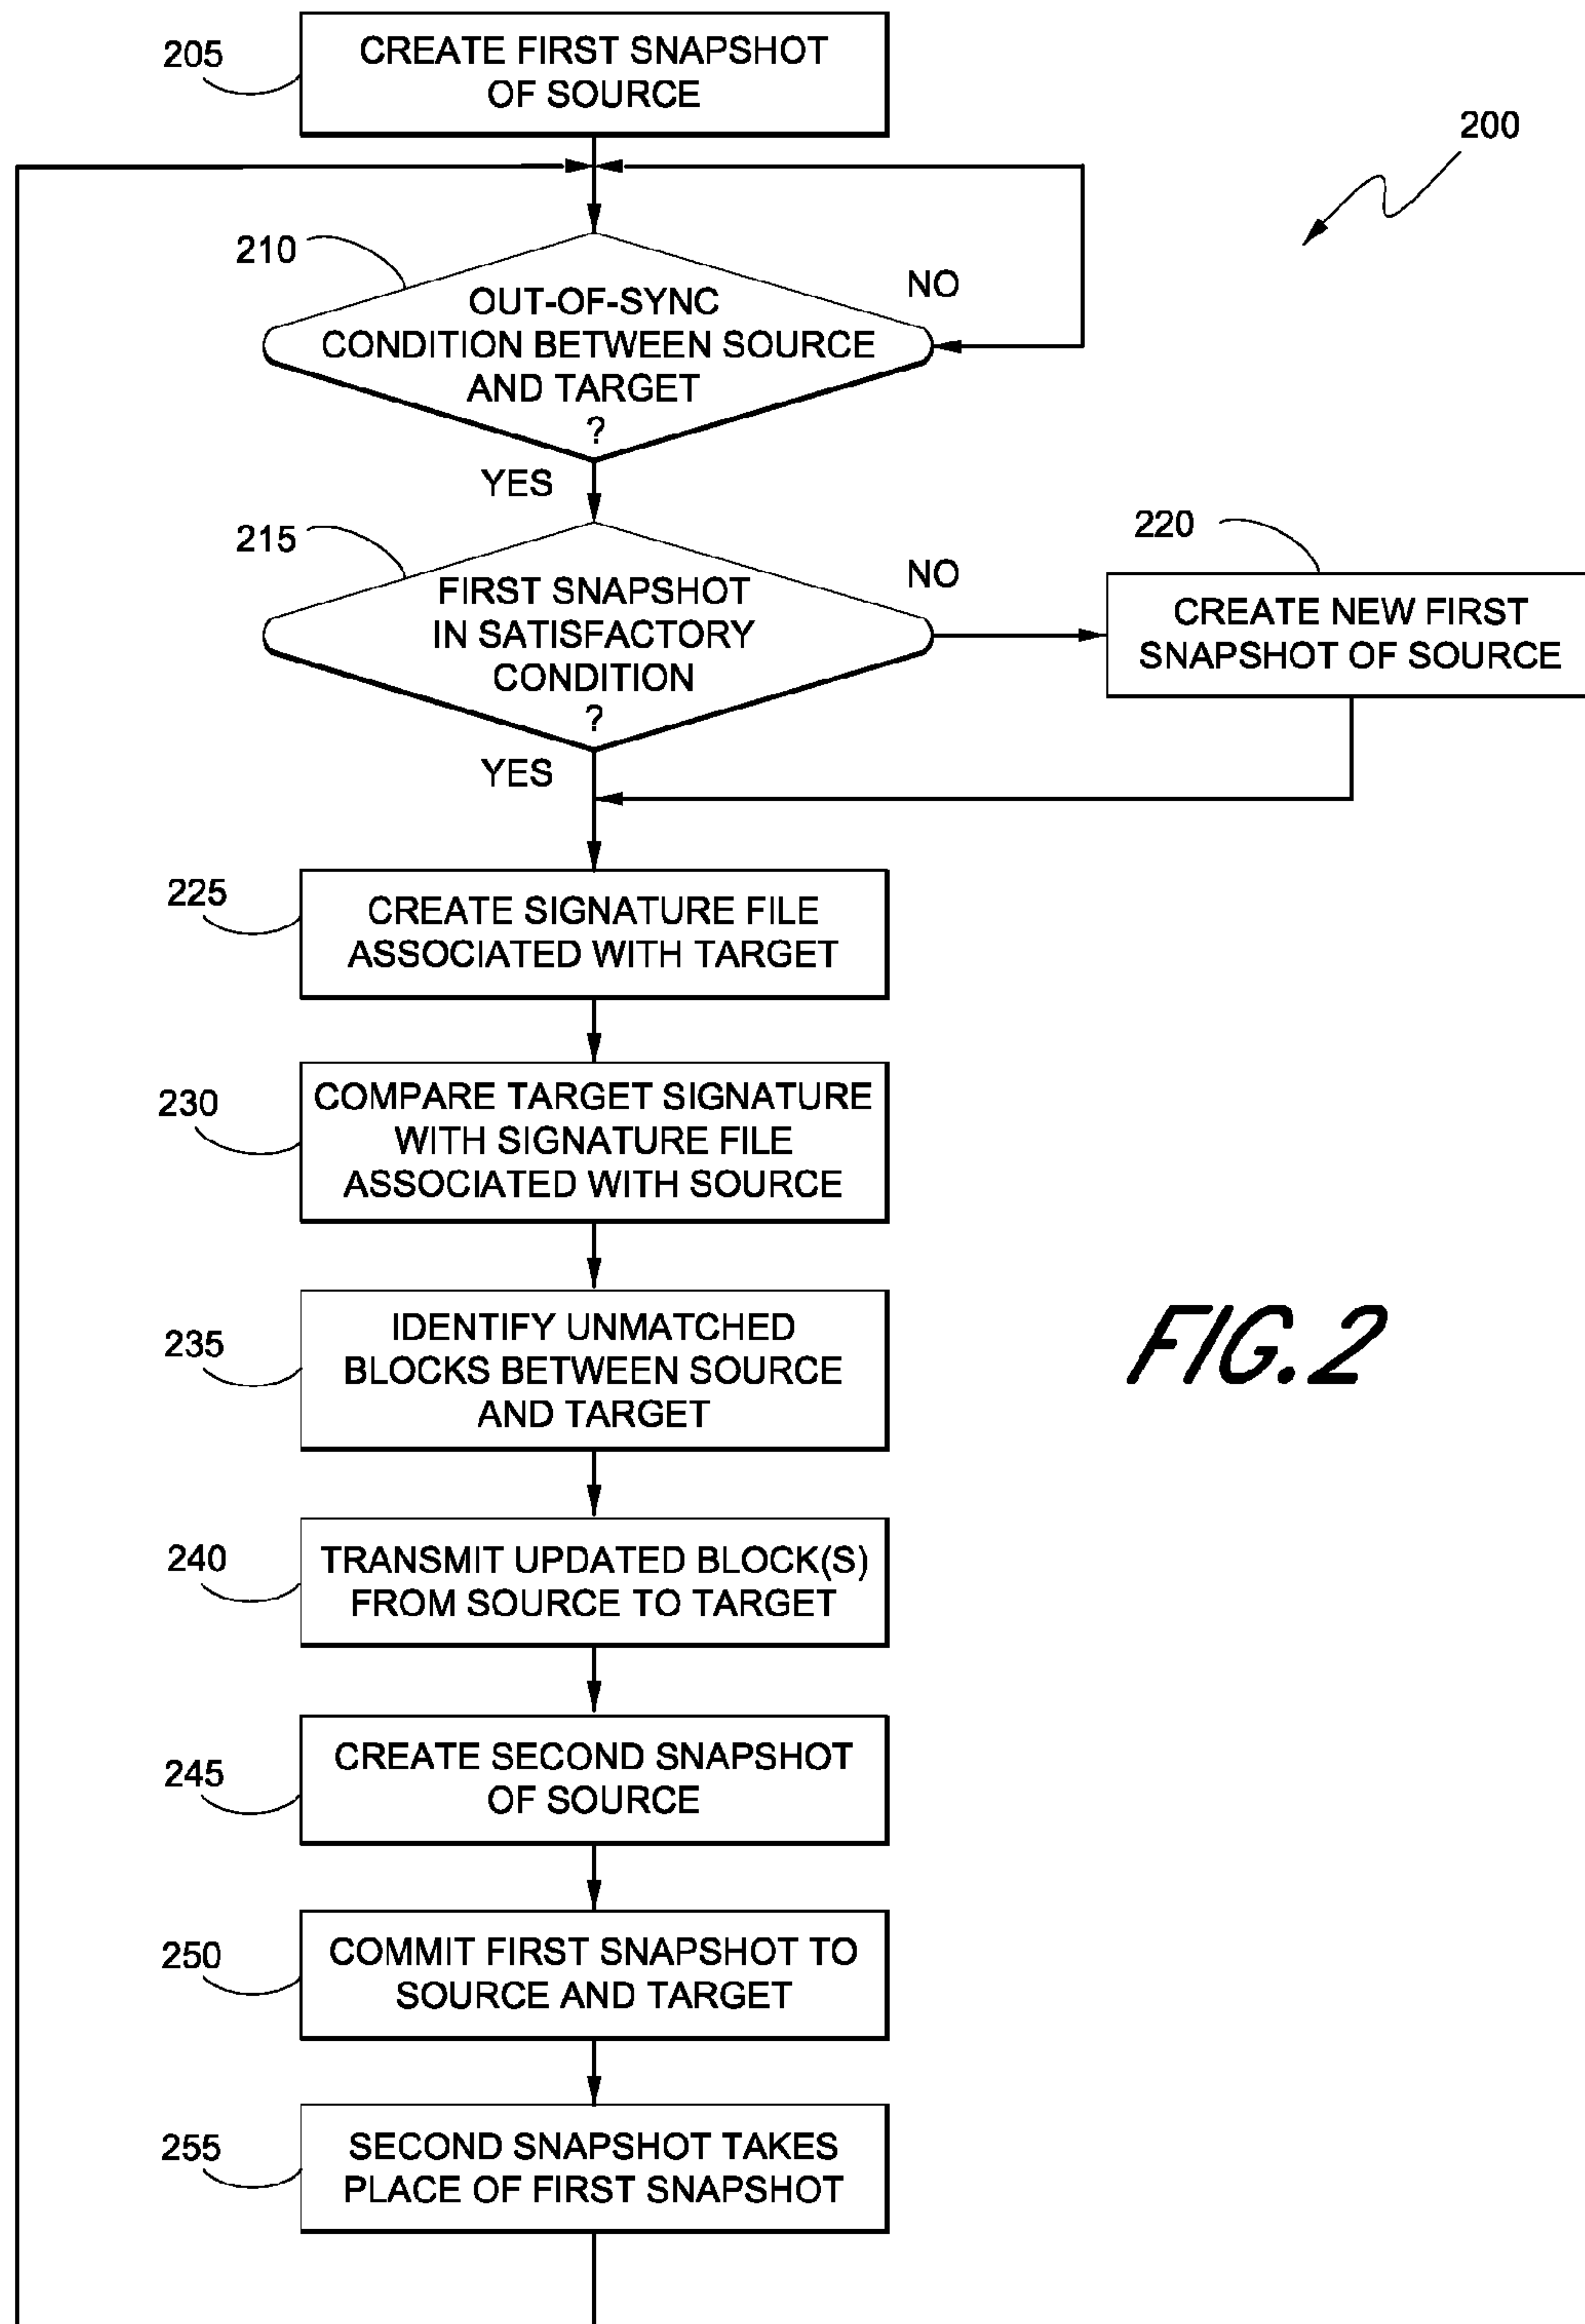 205
CREATE FIRST SNAPSHOT
OF SOURCE
200
210
OUT-OF-SYNC
CONDITION BETWEEN SOURCE
AND TARGET
?
NO
YES
215
FIRST SNAPSHOT
IN SATISFACTORY
CONDITION
?
NO
220
CREATE NEW FIRST
SNAPSHOT OF SOURCE
YES
225
CREATE SIGNATURE FILE
ASSOCIATED WITH TARGET
230
COMPARE TARGET SIGNATURE
WITH SIGNATURE FILE
ASSOCIATED WITH SOURCE
235
IDENTIFY UNMATCHED
BLOCKS BETWEEN SOURCE
AND TARGET
FIG.2
240
TRANSMIT UPDATED BLOCK(S)
FROM SOURCE TO TARGET
245
CREATE SECOND SNAPSHOT
OF SOURCE
250
COMMIT FIRST SNAPSHOT TO
SOURCE AND TARGET
255
SECOND SNAPSHOT TAKES
PLACE OF FIRST SNAPSHOT